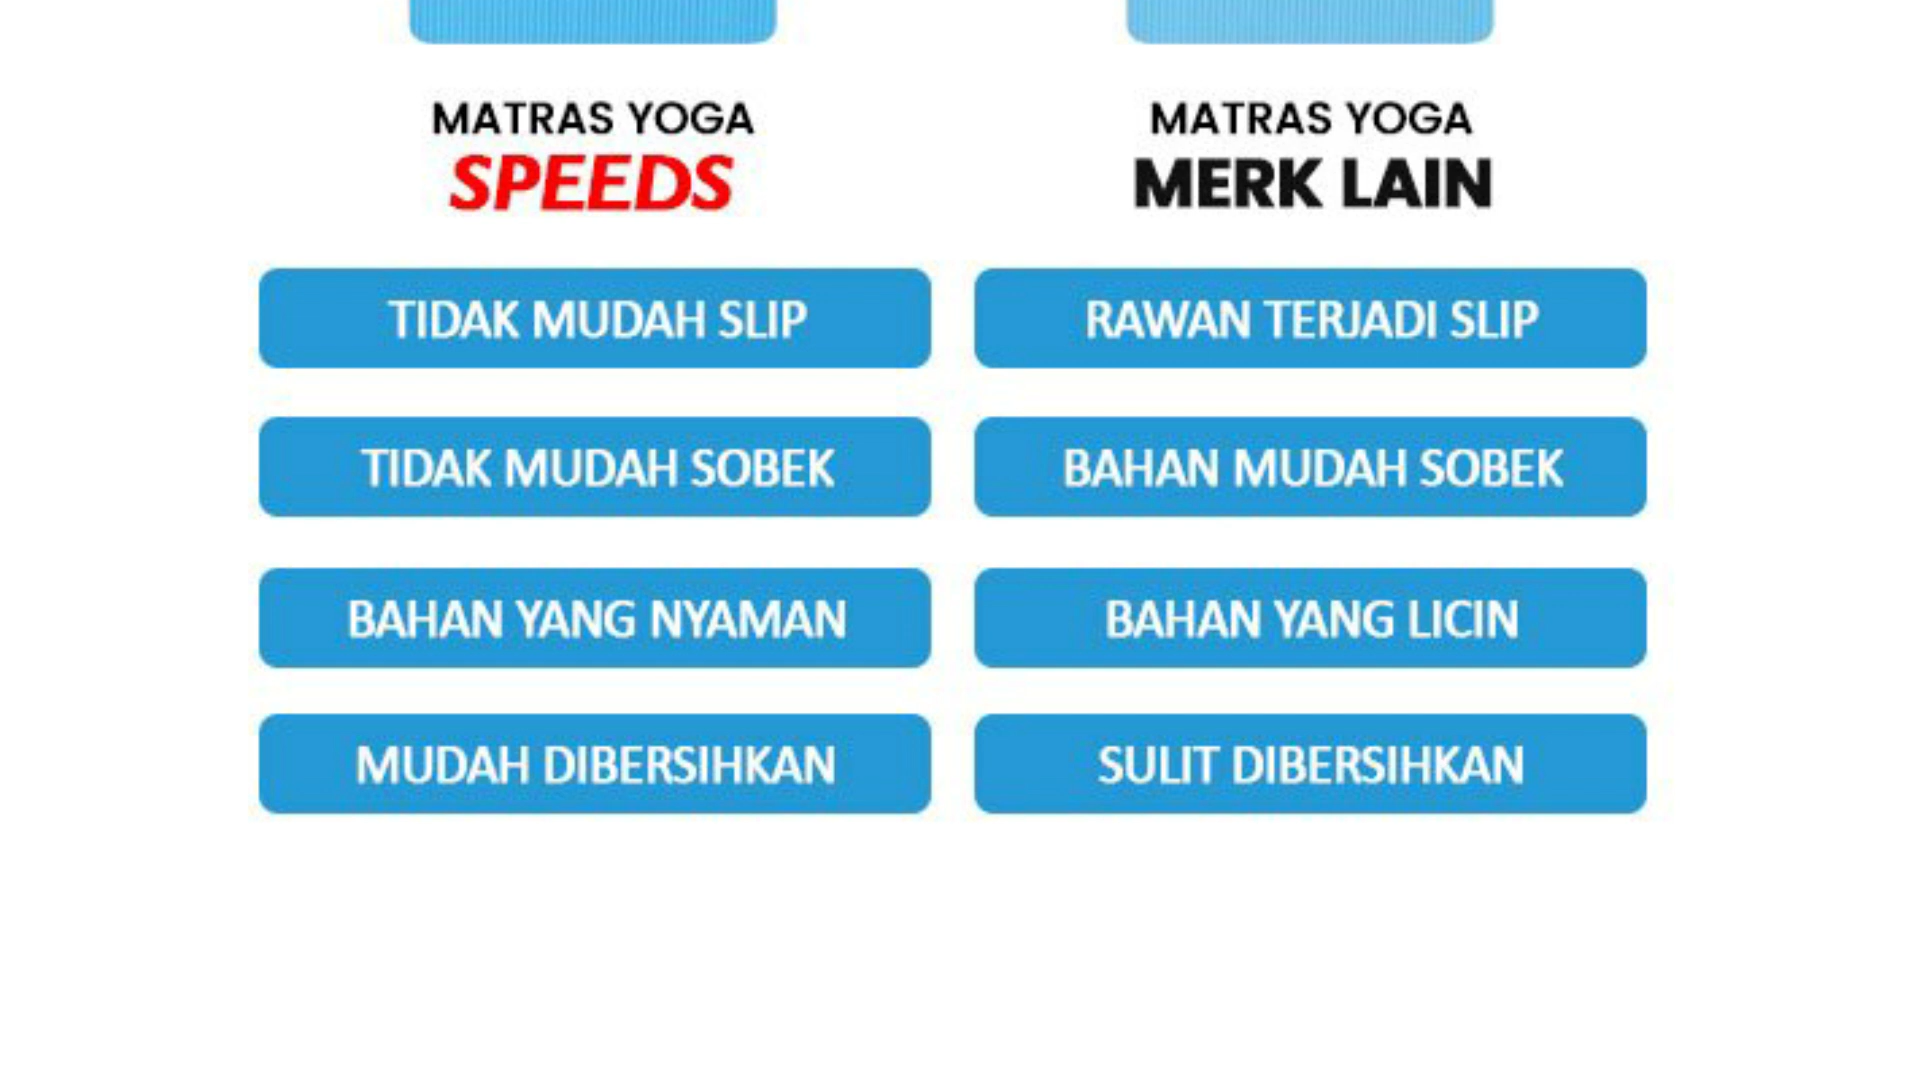 MATRAS YOGA
SPEEDS
MATRAS YOGA
MERK LAIN
TIDAK MUDAH SLIP
RAWAN TERJADI SLIP
TIDAK MUDAH SOBEK
BAHAN MUDAH SOBEK
BAHAN YANG NYAMAN
BAHAN YANG LICIN
MUDAH DIBERSIHKAN
SULIT DIBERSIHKAN